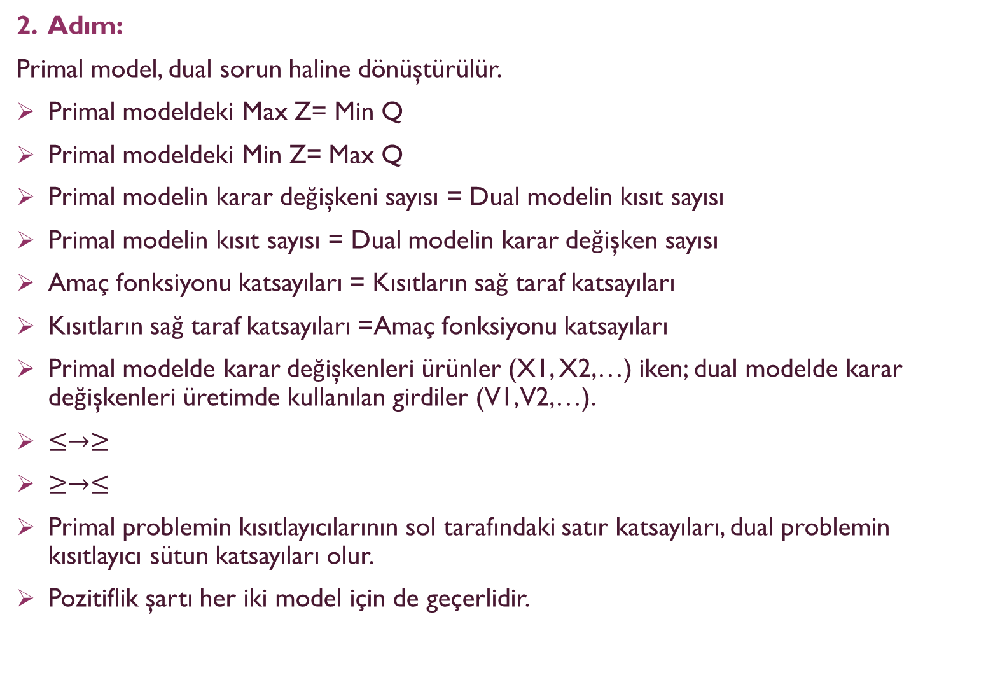 2. Adım:
Primal model, dual sorun haline dönüştürülür.
➢ Primal modeldeki Max Z= Min Q
➢ Primal modeldeki Min Z= Max Q
➢ Primal modelin karar değişkeni sayısı = Dual modelin kısıt sayısı
➢ Primal modelin kısıt sayısı = Dual modelin karar değişken sayısı
➢ Amaç fonksiyonu katsayıları = Kısıtların sağ taraf katsayıları
➢ Kısıtların sağ taraf katsayıları =Amaç fonksiyonu katsayıları
➢ Primal modelde karar değişkenleri ürünler (X1, X2,…) iken; dual modelde karar
değişkenleri üretimde kullanılan girdiler (V1,V2,…).
➢ ≤→≥
➢ ≥→≤
➢ Primal problemin kısıtlayıcılarının sol tarafındaki satır katsayıları, dual problemin
kısıtlayıcı sütun katsayıları olur.
➢ Pozitiflik şartı her iki model için de geçerlidir.